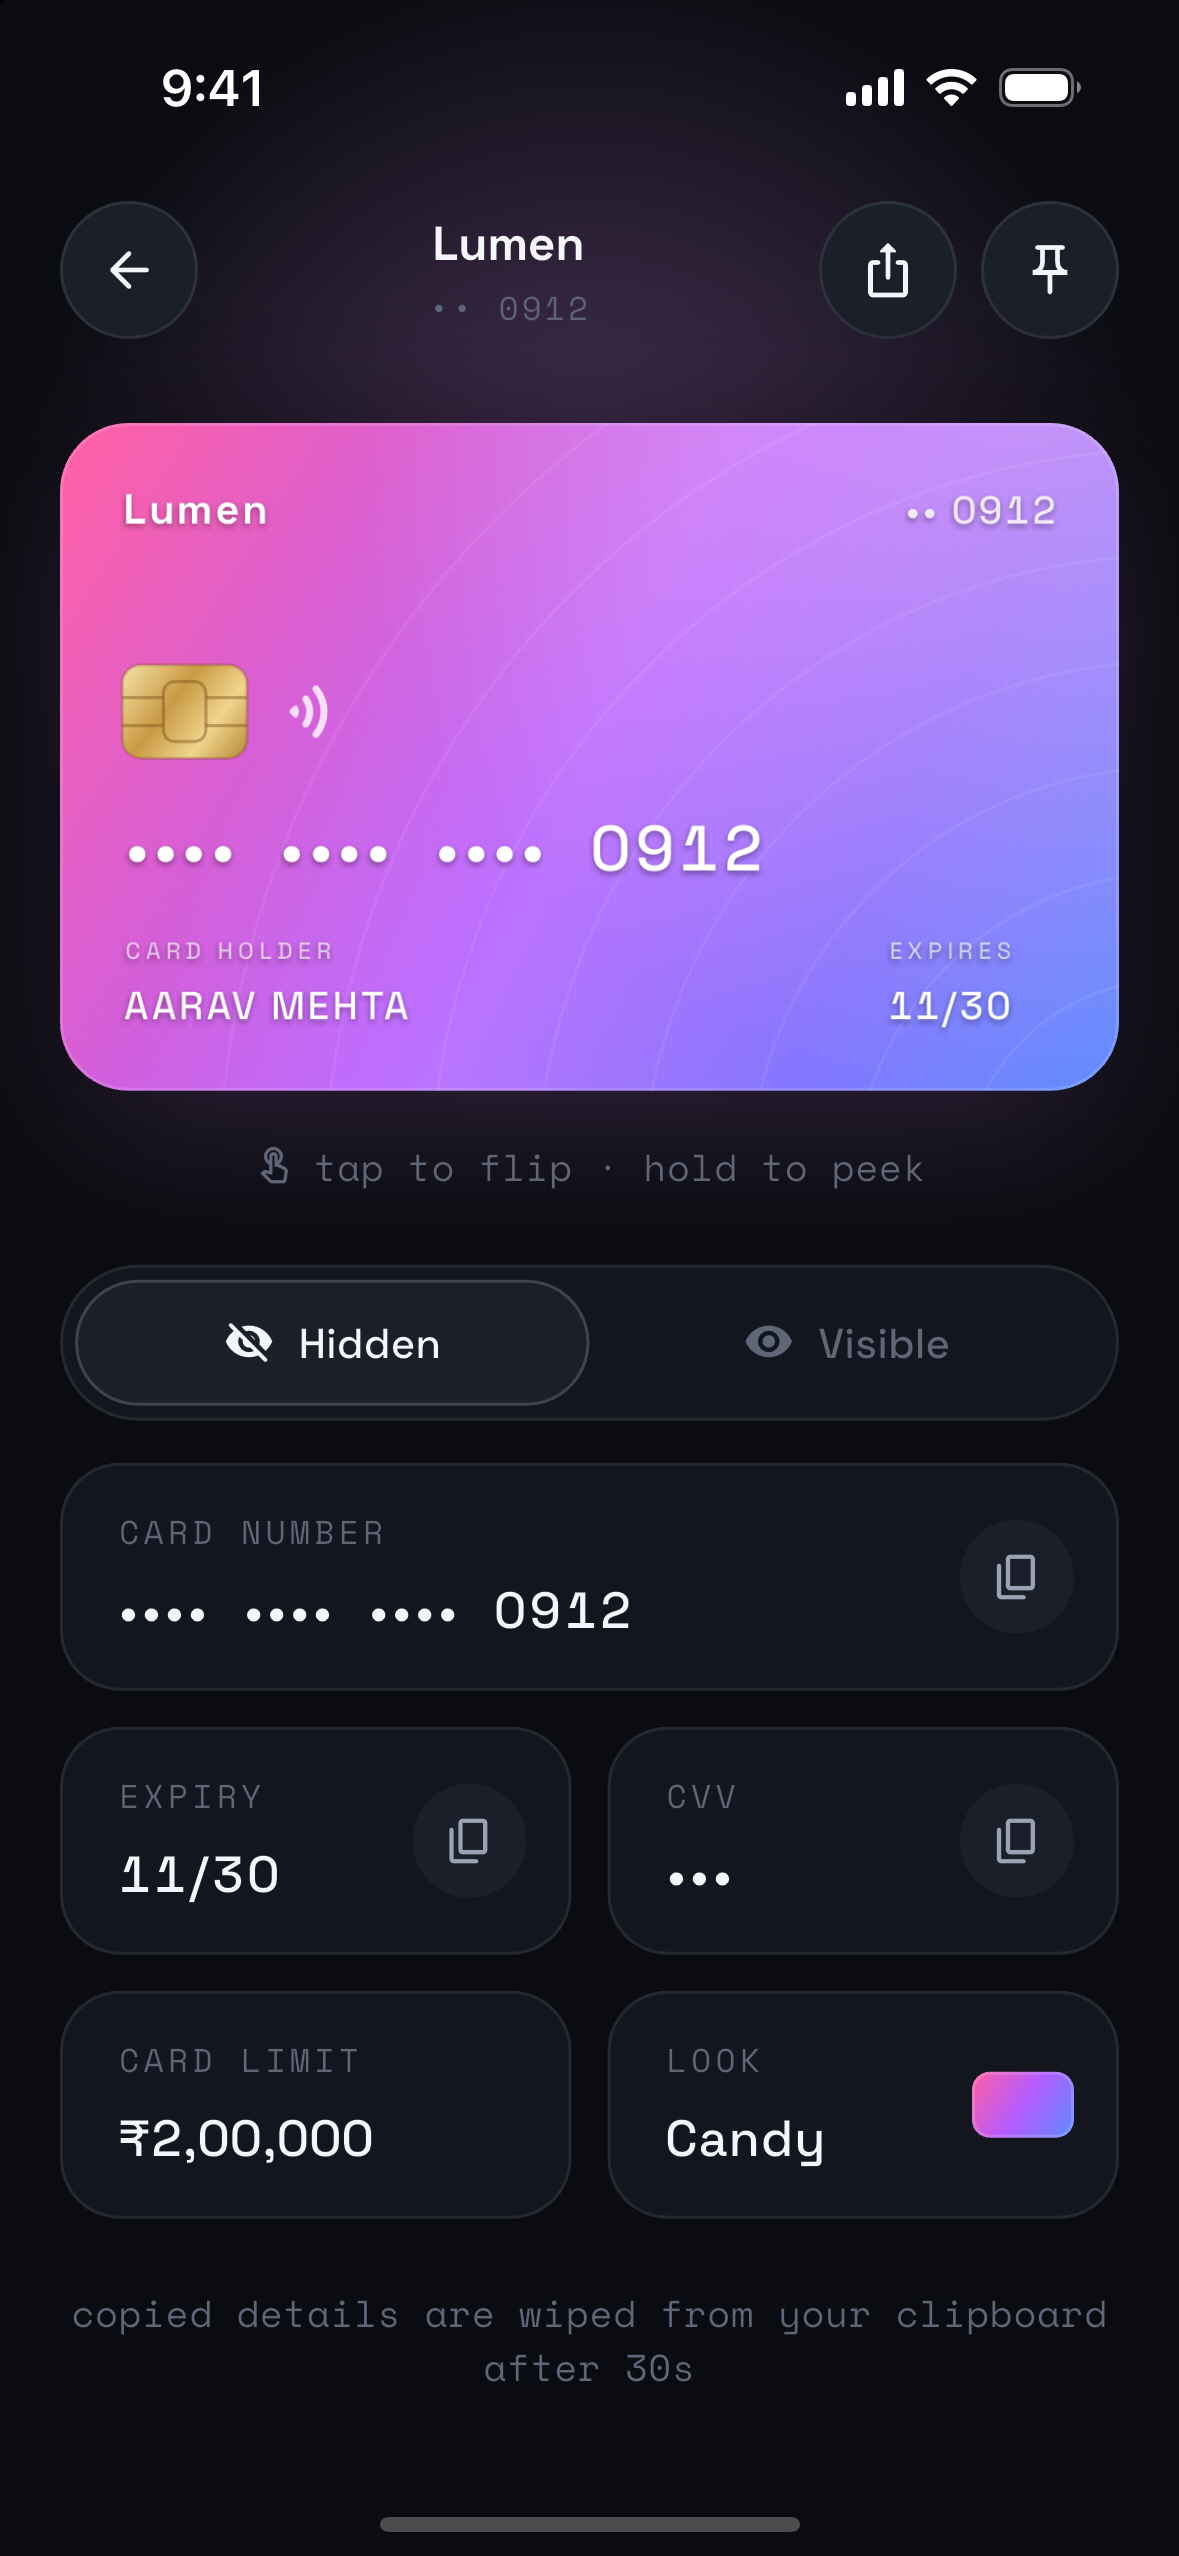 9:41
Lumen
•• 0912
Lumen
•• 0912
•••• •••• •••• 0912
CARD HOLDER
EXPIRES
AARAV MEHTA
11/30
tap to flip · hold to peek
Hidden
Visible
CARD NUMBER
•••• •••• •••• 0912
EXPIRY
CVV
11/30
•••
CARD LIMIT
LOOK
₹2,00,000
Candy
copied details are wiped from your clipboard
after 30s